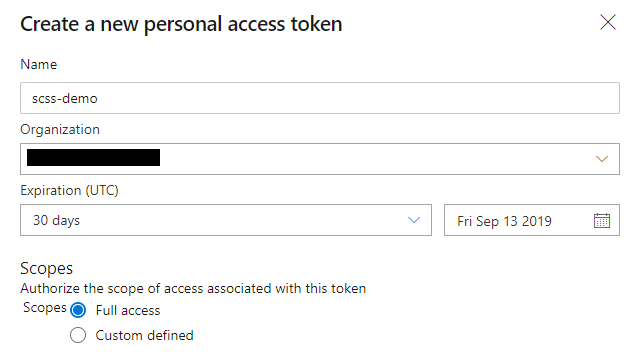 Create a new personal access token
Name
scss-demo
Organization
Expiration (UTC)
30 days
Fri Sep 13 2019
Scopes
Authorize the scope of access associated with this token
Scopes Full access
Custom defined